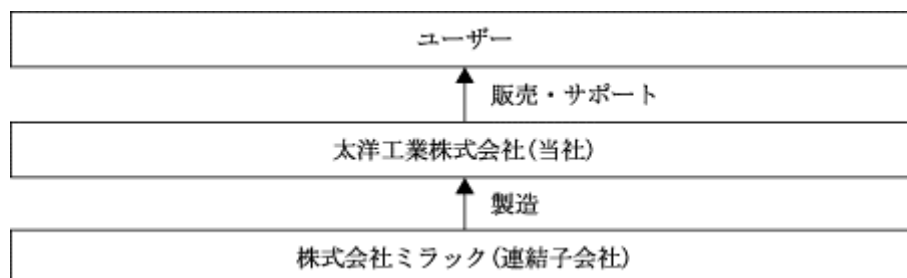 ユーザー
販売・サポート
太洋工業株式会社(当社)
製造
株式会社ミラック(連結子会社)